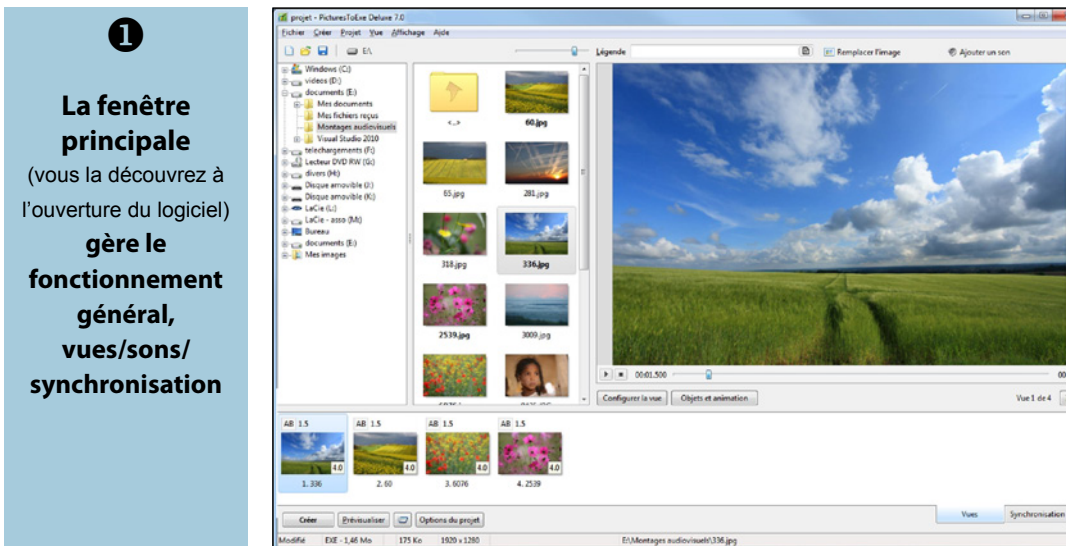 ❶
La fenêtre
principale
(vous la découvrez à
l'ouverture du logiciel)
gère le
fonctionnement
général,
vues/sons/
synchronisation
projet - PicturesToExe Deluxe 7.0
Fichier Créer Projet Vue Affichage Aide
E:\
Légende
Remplacer l'image
Ajouter un son
Windows (C:)
videos (D:)
documents (E:)
Mes documents
Mes fichiers reçus
Montages audiovisuels
Visual Studio 2010
telechargements (F:)
Lecteur DVD RW (G:)
divers (H:)
Disque amovible (J:)
Disque amovible (K:)
LaCie (L:)
LaCie - asso (M:)
Bureau
documents (E:)
Mes images
<..>
60.jpg
65.jpg
281.jpg
318.jpg
336.jpg
2539.jpg
3009.jpg
00:01.500
00
Configurer la vue
Objets et animation
Vue 1 de 4
AB 1.5
AB 1.5
AB 1.5
AB 1.5
4.0
4.0
4.0
4.0
1. 336
2. 60
3. 6076
4. 2539
Créer
Prévisualiser
Options du projet
Vues
Synchronisation
Modifié
EXE - 1,46 Mo
175 Ko
1920 x 1280
E:\Montages audiovisuels\336.jpg